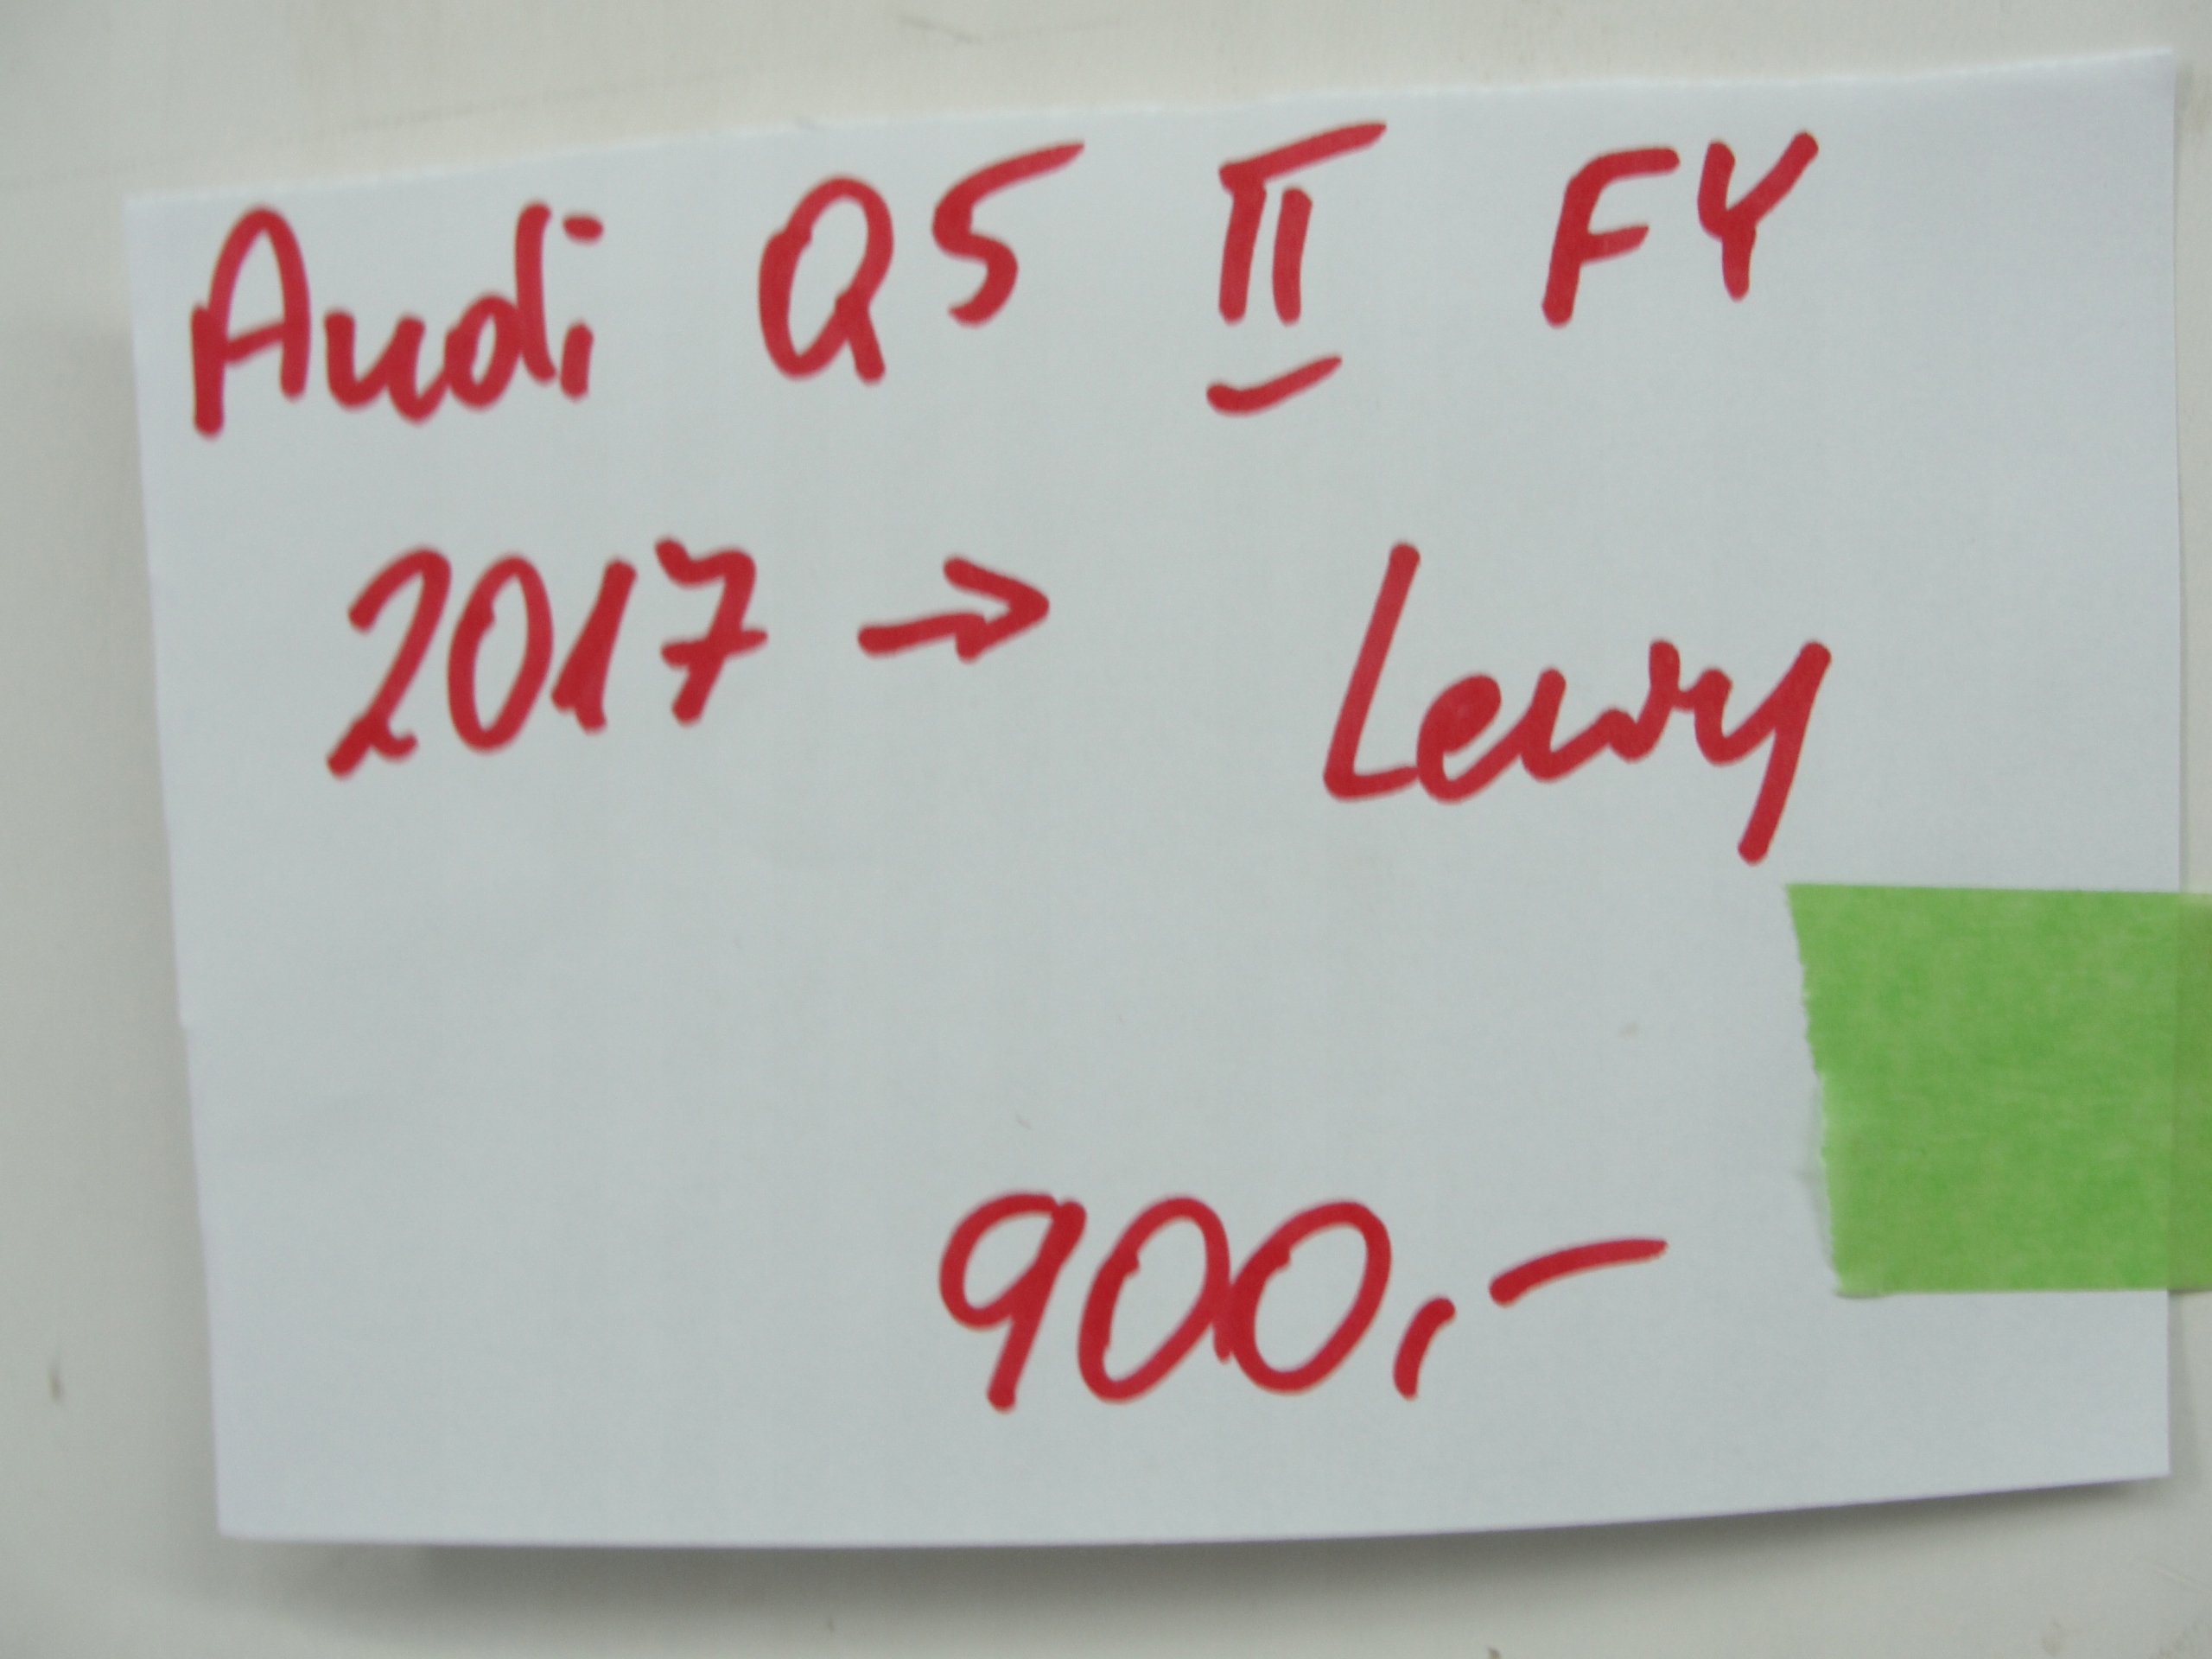 Audi Q5 II FY
2017 → Lewy
900,-